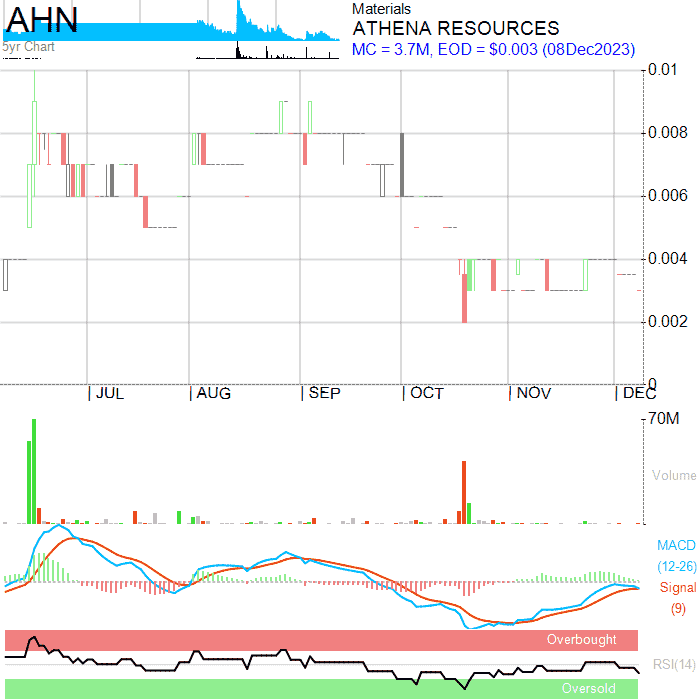 AHN
5yr Chart
Materials
ATHENA RESOURCES
MC = 3.7M, EOD = $0.003 (08Dec2023)
0.01
0.008
0.006
0.004
0.002
0
JUL AUG SEP OCT NOV DEC
70M
Volume
MACD
(12-26)
Signal
(9)
Overbought
RSI(14)
Oversold